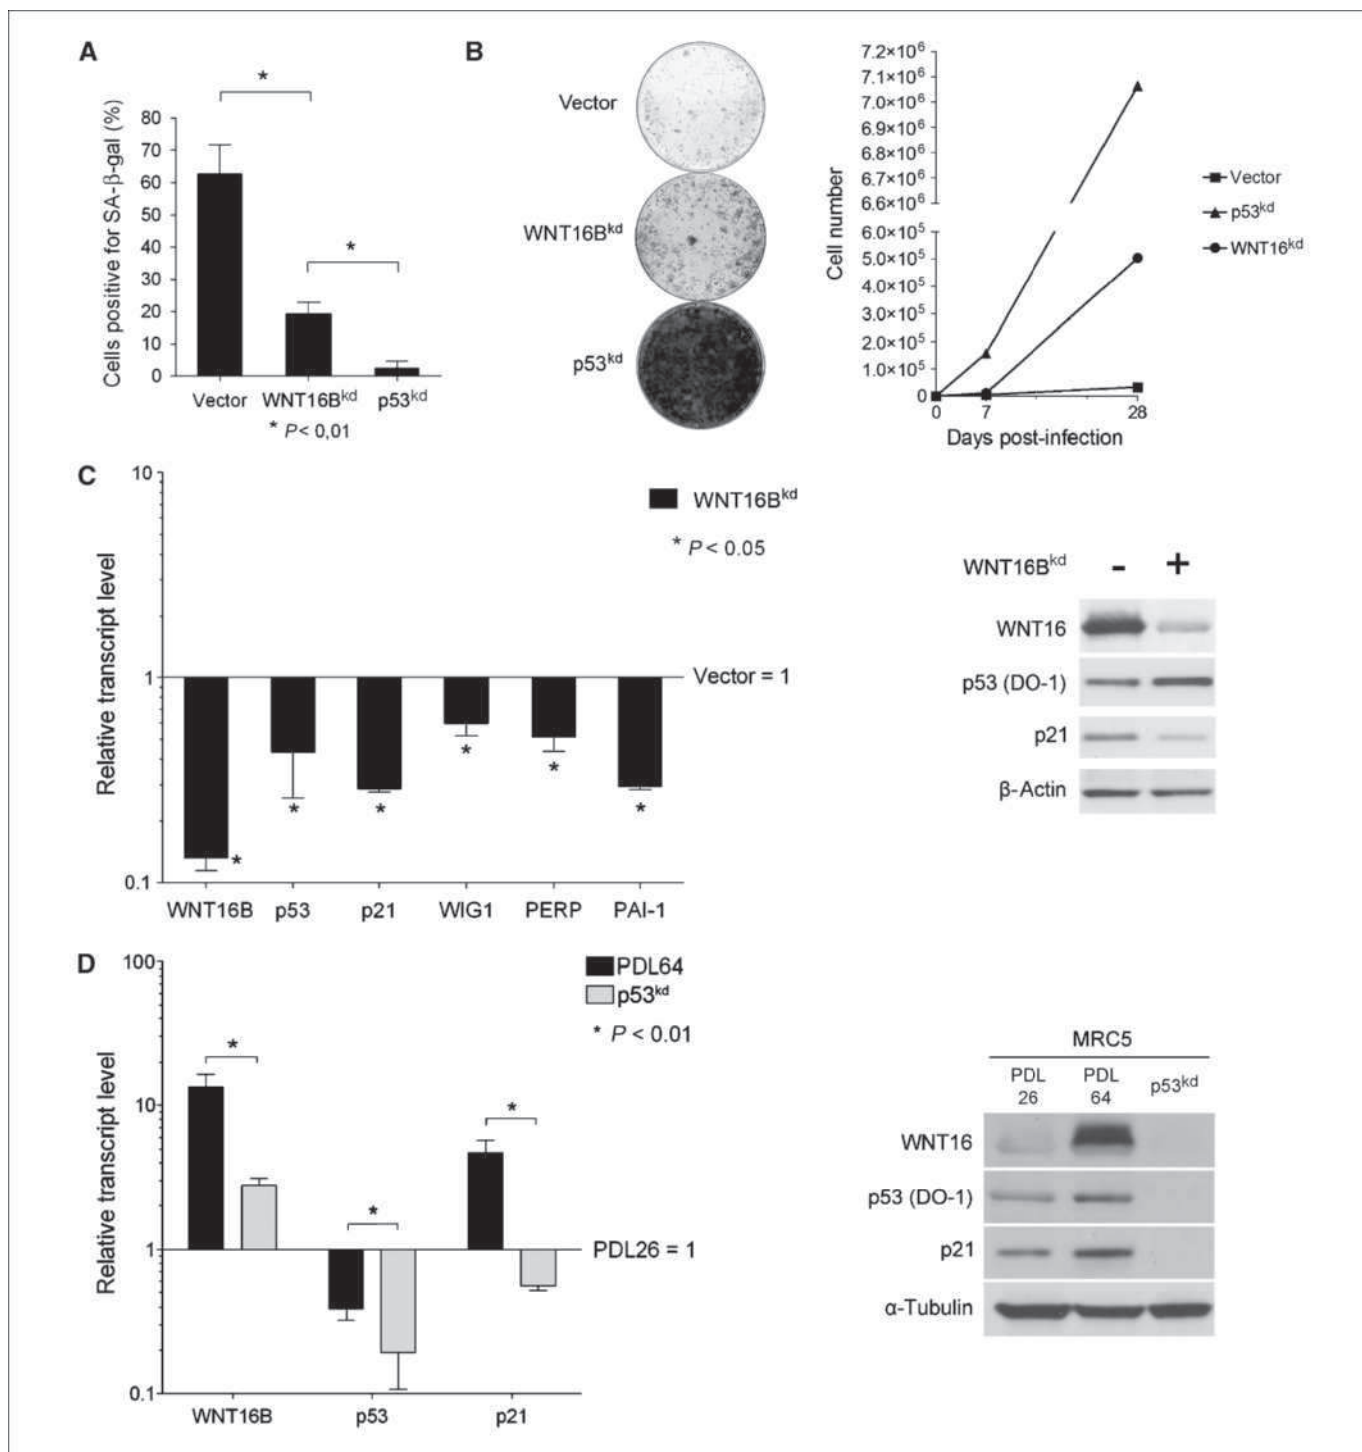 A
*
Cells positive for SA-β-gal (%)
80
70
60
50
40
30
20
10
0
*
Vector
WNT16Bkd
p53kd
* P< 0,01
B
Vector
WNT16Bkd
p53kd
Cell number
7.2×10⁶
7.1×10⁶
7.0×10⁶
6.9×10⁶
6.8×10⁶
6.7×10⁶
6.6×10⁶
6.0×10⁵
5.0×10⁵
4.0×10⁵
3.0×10⁵
2.0×10⁵
1.0×10⁵
0
0 7 28
Days post-infection
Vector
p53kd
WNT16kd
C
Relative transcript level
10
1
0.1
WNT16Bkd
* P < 0.05
Vector = 1
* * * * * *
WNT16B p53 p21 WIG1 PERP PAI-1
WNT16Bkd - +
WNT16
p53 (DO-1)
p21
β-Actin
D
Relative transcript level
100
10
1
0.1
PDL64
p53kd
* P < 0.01
* * *
PDL26 = 1
WNT16B p53 p21
MRC5
PDL 26
PDL 64
p53kd
WNT16
p53 (DO-1)
p21
α-Tubulin